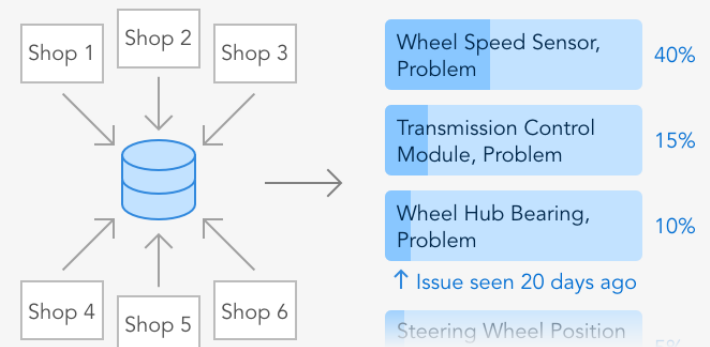 Shop 1
Shop 2
Shop 3
Shop 4
Shop 5
Shop 6
Wheel Speed Sensor,
Problem
40%
Transmission Control
Module, Problem
15%
Wheel Hub Bearing,
Problem
10%
↑ Issue seen 20 days ago
Steering Wheel Position
5%